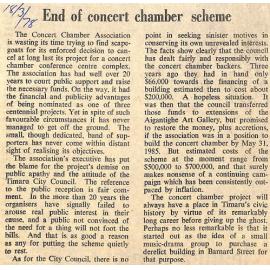 18/3/78
End of concert chamber scheme
The Concert Chamber Association
is wasting its time trying to find scape-
goats for its enforced decision to can-
cel at long last its project for a concert
chamber conference centre complex.
The association has had well over 20
years to court public support and raise
the necessary funds. On the way, it had
the financial and publicity advantages
of being nominated as one of three
centennial projects. Yet in spite of such
favourable circumstances it has never
managed to get off the ground. The
small, though dedicated, band of sup-
porters has never come within distant
sight of realising its objectives.
The association's executive has put
the blame for the project's demise on
public apathy and the attitude of the
Timaru City Council. The reference
to the public reception is fair com-
ment. In the more than 20 years the
organisers have signally failed to
arouse real public interest in their
cause, and a public not convinced of
the need for a thing will not foot the
bills. And that is as good a reason
as any for putting the scheme quietly
to rest.
As for the City Council, there is no
point in seeking sinister motives in
conserving its own unravelled interests.
The facts show clearly that the council
has dealt fairly and responsibly with
the concert chamber backers. Three
years ago they had in hand only
$66,000 towards the financing of a
building estimated then to cost about
$200,000. A hopeless situation. It
was then that the council transferred
those funds to extensions of the
Aigantighe Art Gallery, but promised
to restore the money, plus accretions,
if the association was in a position to
build the concert chamber by May 31,
1985. But estimated costs of the
scheme at the moment range from
$500,000 to $700,000, and that surely
makes nonsense of a continuing cam-
paign which has been consistently out-
paced by inflation.
The concert chamber project will
always have a place in Timaru's civic
history by virtue of its remarkably
long career before giving up the ghost.
Perhaps no less remarkable is that it
started out as the idea of a small
music-drama group to purchase a
derelict building in Barnard Street for
that purpose.